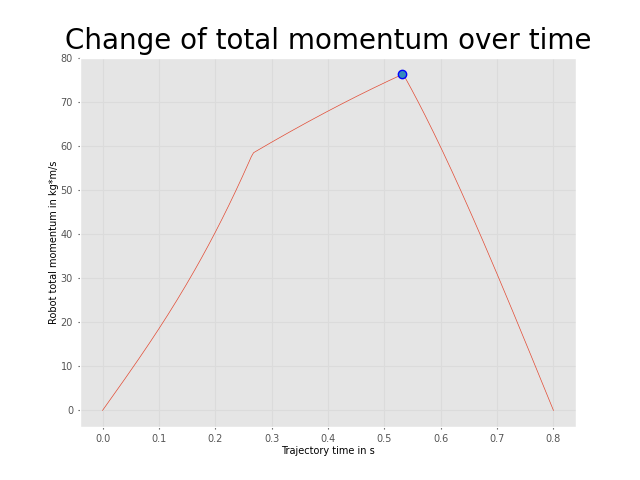 Change of total momentum over time
80
70
60
50
40
30
20
10
0
Robot total momentum in kg*m/s
0.0 0.1 0.2 0.3 0.4 0.5 0.6 0.7 0.8
Trajectory time in s